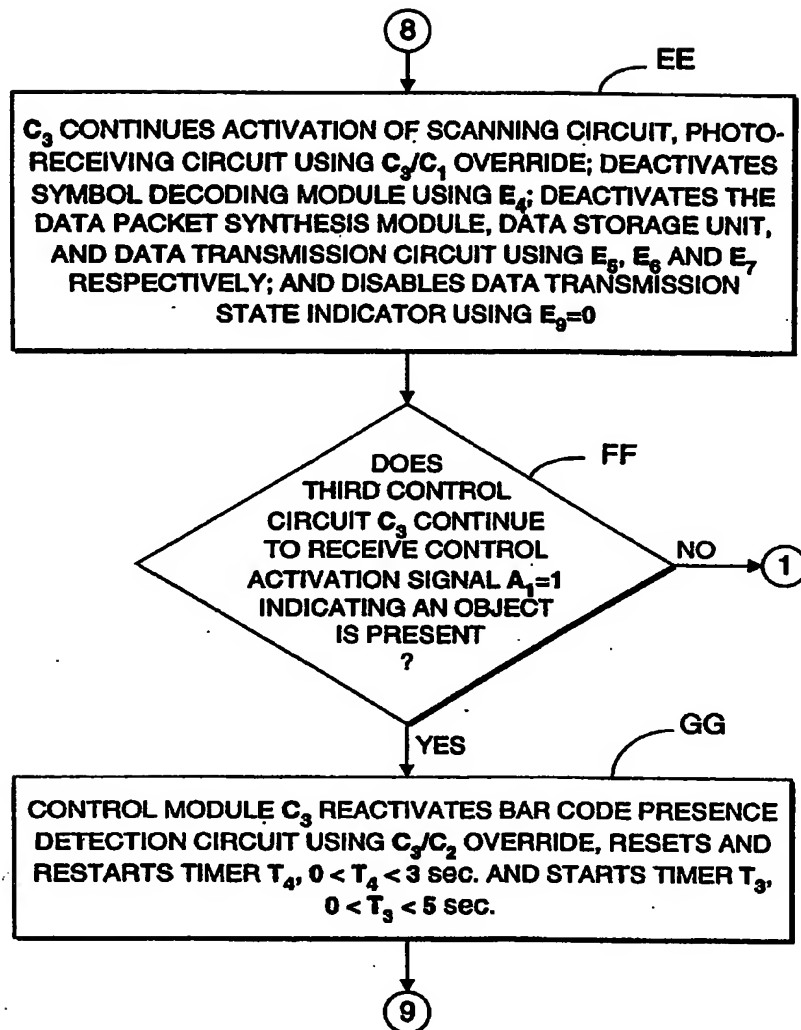 8
EE
C₃ CONTINUES ACTIVATION OF SCANNING CIRCUIT, PHOTO-
RECEIVING CIRCUIT USING C₃/C₁ OVERRIDE; DEACTIVATES
SYMBOL DECODING MODULE USING E₄; DEACTIVATES THE
DATA PACKET SYNTHESIS MODULE, DATA STORAGE UNIT,
AND DATA TRANSMISSION CIRCUIT USING E₅, E₆ AND E₇
RESPECTIVELY; AND DISABLES DATA TRANSMISSION
STATE INDICATOR USING E₉=0
FF
DOES
THIRD CONTROL
CIRCUIT C₃ CONTINUE
TO RECEIVE CONTROL
ACTIVATION SIGNAL A₁=1
INDICATING AN OBJECT
IS PRESENT
?
NO
1
YES
GG
CONTROL MODULE C₃ REACTIVATES BAR CODE PRESENCE
DETECTION CIRCUIT USING C₃/C₂ OVERRIDE, RESETS AND
RESTARTS TIMER T₄, 0 < T₄ < 3 sec. AND STARTS TIMER T₃,
0 < T₃ < 5 sec.
9